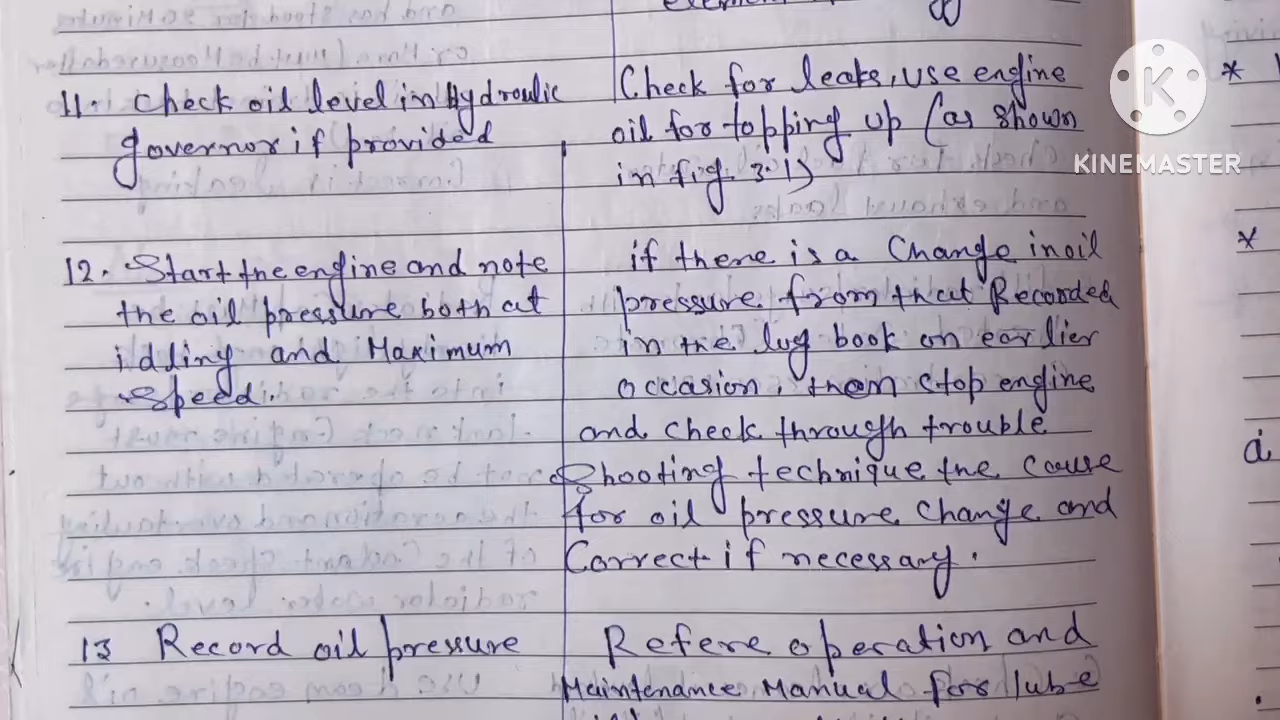 11. Check oil level in Hydroulic
governor if provided
Check for leaks, use engine
oil for topping up (as shown
in fig. 3.1)
12. Start the engine and note
the oil pressure both at
iddling and Maximum
Speed.
if there is a Change in oil
pressure from that Recorded
in the log book on earlier
occasion, then stop engine
and check through trouble
Shooting technique the cause
for oil pressure change and
Correct if necessary.
13 Record oil pressure
Refere operation and
Maintenance Manual for lube
KINEMASTER